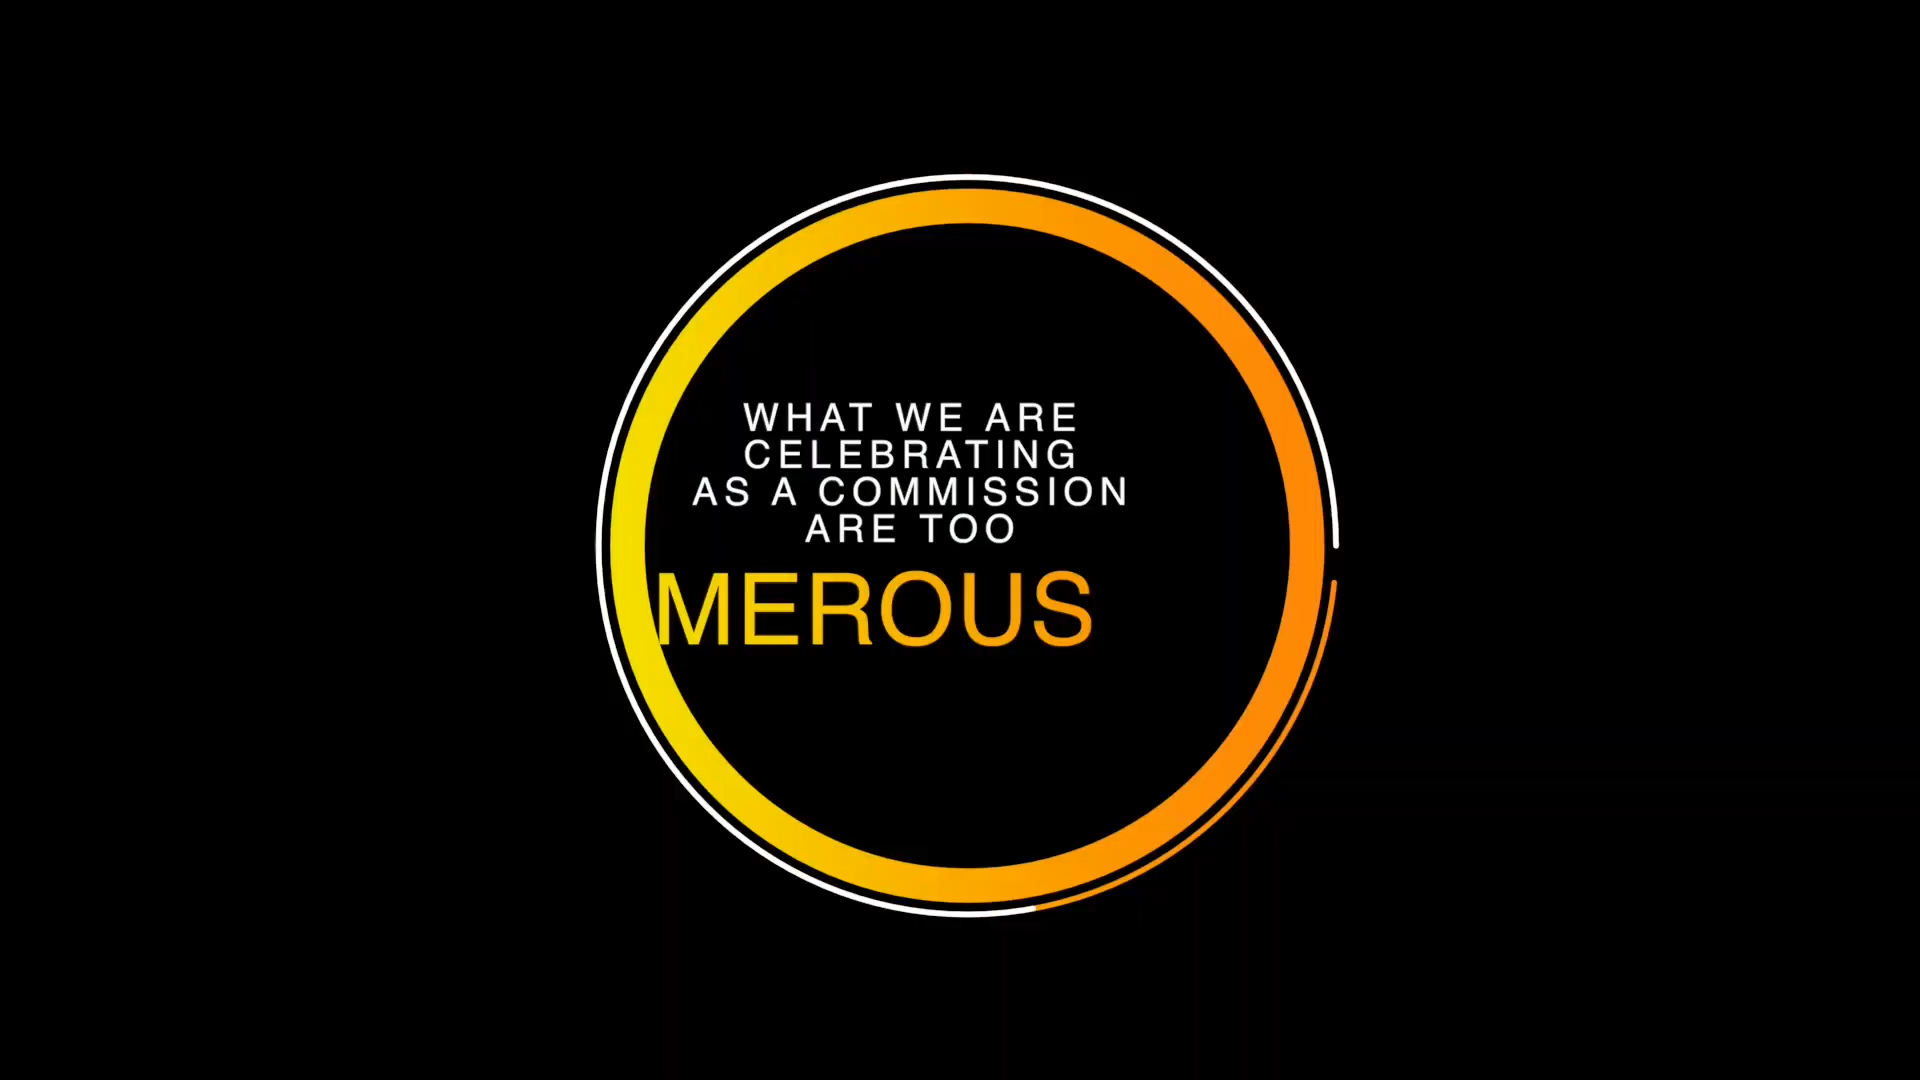 WHAT WE ARE
CELEBRATING
AS A COMMISSION
ARE TOO
MEROUS